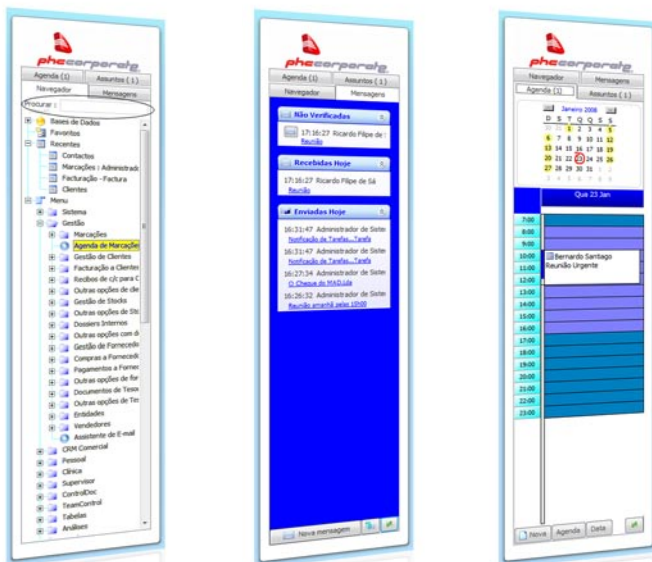 phccorporate
Agenda (1)
Assuntos ( 1 )
Navegador
Mensagens
Procurar :
Bases de Dados
Favoritos
Recentes
Contactos
Marcações : Administrado
Facturação -Factura
Clientes
Menu
Sistema
Gestão
Marcações
Agenda de Marcaçõe
Gestão de Clientes
Facturação a Clientes
Recibos de c/c para C
Outras opções de clie
Gestão de Stocks
Outras opções de Sto
Dossiers Internos
Outras opções com do
Gestão de Fornecedo
Compras a Fornecedo
Pagamentos a Fornec
Outras opções de for
Documentos de Tesou
Outras opções de Tes
Entidades
Vendedores
Assistente de E-mail
CRM Comercial
Pessoal
Clínica
Supervisor
ControlDoc
TeamControl
Tabelas
Análises
phccorporate
Agenda (1)
Assuntos ( 1 )
Navegador
Mensagens
Não Verificadas
17:16:27 Ricardo Filipe de
Reunião
Recebidas Hoje
17:16:27 Ricardo Filipe de Sá
Reunião
Enviadas Hoje
16:31:47 Administrador de Sistem
Notificação de Tarefas...Tarefa
16:31:47 Administrador de Sistem
Notificação de Tarefas...Tarefa
16:27:34 Administrador de Sistem
O Cheque do MAD,Lda
16:26:32 Administrador de Sistem
Reunião amanhã pelas 15h00
Nova mensagem
phccorporate
Navegador
Mensagens
Agenda (1)
Assuntos ( 1 )
Janeiro 2008
D S T Q Q S S
30 31 1 2 3 4 5
6 7 8 9 10 11 12
13 14 15 16 17 18 19
20 21 22 23 24 25 26
27 28 29 30 31 1 2
3 4 5 6 7 8 9
Qua 23 Jan
7:00
8:00
9:00
10:00
Bernardo Santiago
Reunião Urgente
11:00
12:00
13:00
14:00
15:00
16:00
17:00
18:00
19:00
20:00
21:00
22:00
23:00
Nova
Agenda
Data